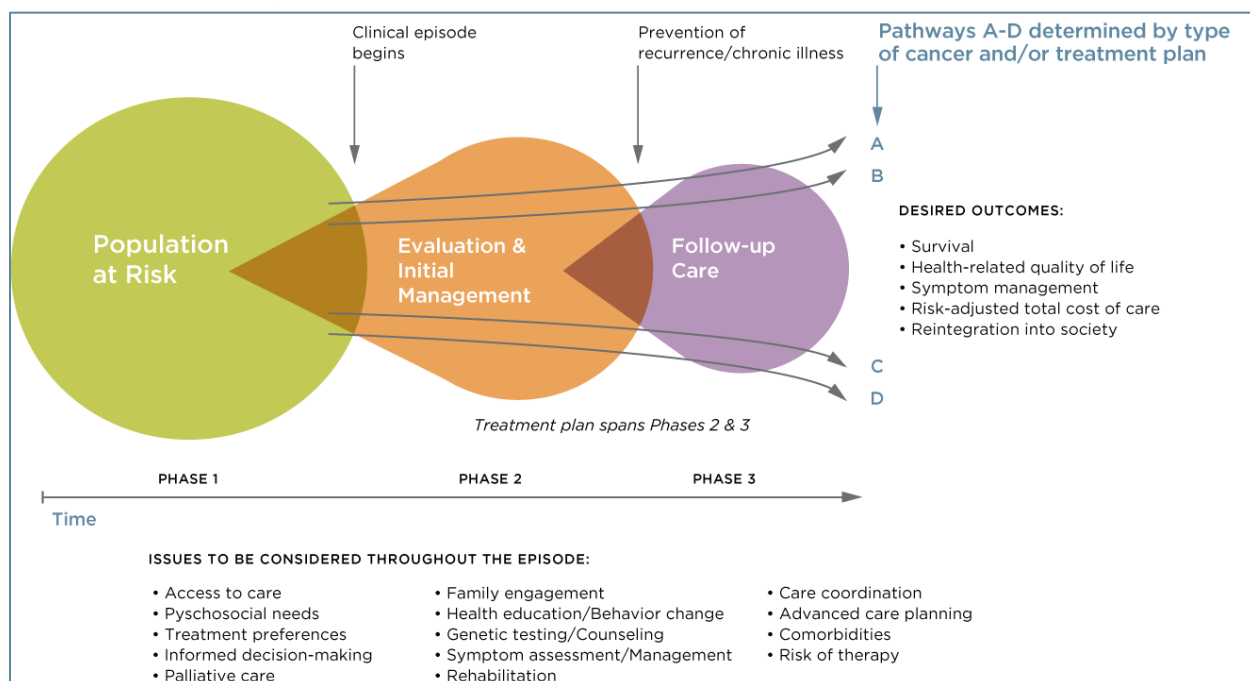 Clinical episode
begins
Prevention of
recurrence/chronic illness
Pathways A-D determined by type
of cancer and/or treatment plan
A
B
Population
at Risk
Evaluation &
Initial
Management
Follow-up
Care
DESIRED OUTCOMES:
• Survival
• Health-related quality of life
• Symptom management
• Risk-adjusted total cost of care
• Reintegration into society
C
D
Treatment plan spans Phases 2 & 3
PHASE 1
PHASE 2
PHASE 3
Time
ISSUES TO BE CONSIDERED THROUGHOUT THE EPISODE:
• Access to care
• Pyschosocial needs
• Treatment preferences
• Informed decision-making
• Palliative care
• Family engagement
• Health education/Behavior change
• Genetic testing/Counseling
• Symptom assessment/Management
• Rehabilitation
• Care coordination
• Advanced care planning
• Comorbidities
• Risk of therapy